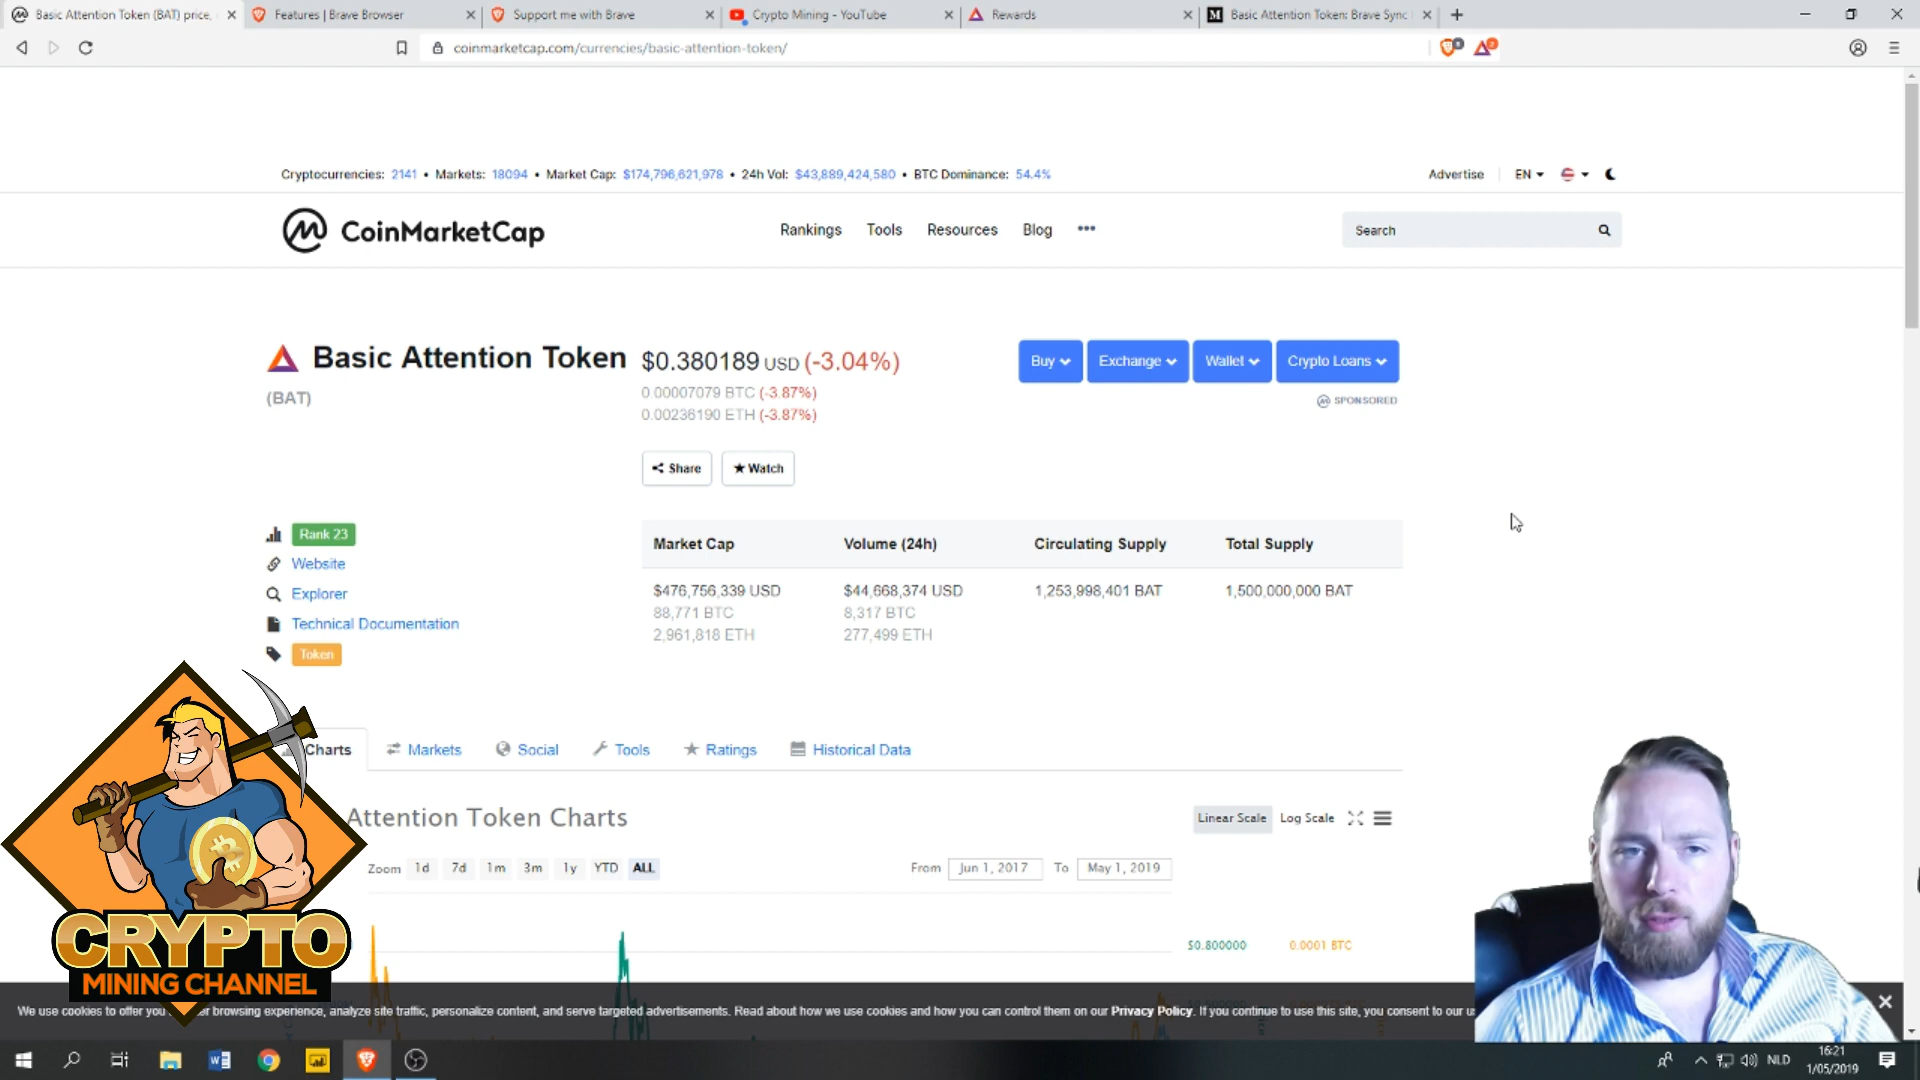 Basic Attention Token (BAT) price,
Features | Brave Browser
Support me with Brave
Crypto Mining - YouTube
Rewards
Basic Attention Token: Brave Sync
coinmarketcap.com/currencies/basic-attention-token/
Cryptocurrencies: 2141 • Markets: 18094 • Market Cap: $174,796,621,978 • 24h Vol: $43,889,424,580 • BTC Dominance: 54.4%
Advertise
EN
CoinMarketCap
Rankings
Tools
Resources
Blog
•••
Search
Basic Attention Token
(BAT)
$0.380189 USD (-3.04%)
0.00007079 BTC (-3.87%)
0.00236190 ETH (-3.87%)
Buy
Exchange
Wallet
Crypto Loans
SPONSORED
Share
Watch
Rank 23
Website
Explorer
Technical Documentation
Token
Market Cap
Volume (24h)
Circulating Supply
Total Supply
$476,756,339 USD
$44,668,374 USD
1,253,998,401 BAT
1,500,000,000 BAT
88,771 BTC
8,317 BTC
2,961,818 ETH
277,499 ETH
Charts
Markets
Social
Tools
Ratings
Historical Data
Attention Token Charts
Linear Scale
Log Scale
Zoom 1d 7d 1m 3m 1y YTD ALL
From Jun 1, 2017 To May 1, 2019
$0.800000
0.0001 BTC
CRYPTO
MINING CHANNEL
We use cookies to offer you browsing experience, analyze site traffic, personalize content, and serve targeted advertisements. Read about how we use cookies and how you can control them on our Privacy Policy. If you continue to use this site, you consent to our
NLD
16:21
1/05/2019